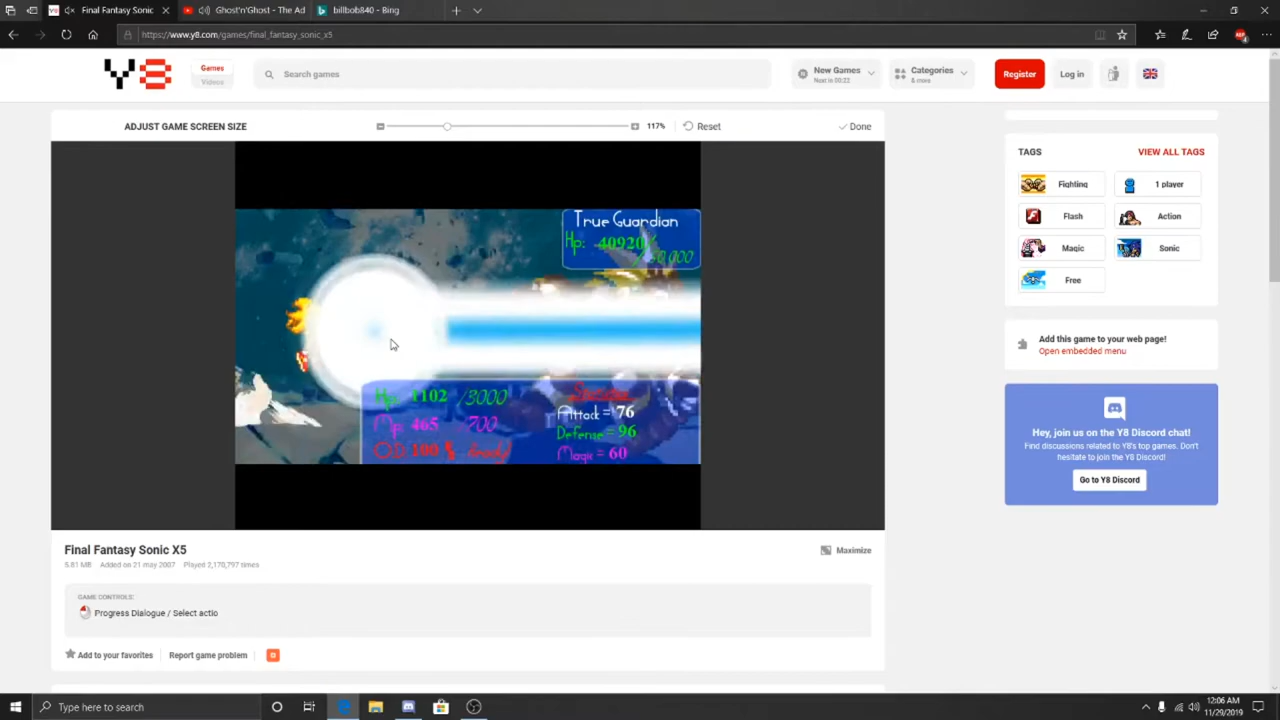 Final Fantasy Sonic
Ghost'n'Ghost - The Ad
billbob840 - Bing
https://www.y8.com/games/final_fantasy_sonic_x5
Y8
Games
Videos
Search games
New Games
Next in 00:22
Categories
& more
Register
Log in
ADJUST GAME SCREEN SIZE
117%
Reset
Done
True Guardian
Hp: 40920
Hp: 1102 /3000
700
O.D: 100 %
Attack = 76
Defense = 96
Magic = 60
TAGS
VIEW ALL TAGS
Fighting
1 player
Flash
Action
Magic
Sonic
Free
Add this game to your web page!
Open embedded menu
Hey, join us on the Y8 Discord chat!
Find discussions related to Y8's top games. Don't
hesitate to join the Y8 Discord!
Go to Y8 Discord
Final Fantasy Sonic X5
5.81 MB Added on 21 may 2007 Played 2,170,797 times
Maximize
GAME CONTROLS:
Progress Dialogue / Select actio
Add to your favorites
Report game problem
Type here to search
12:06 AM
11/29/2019